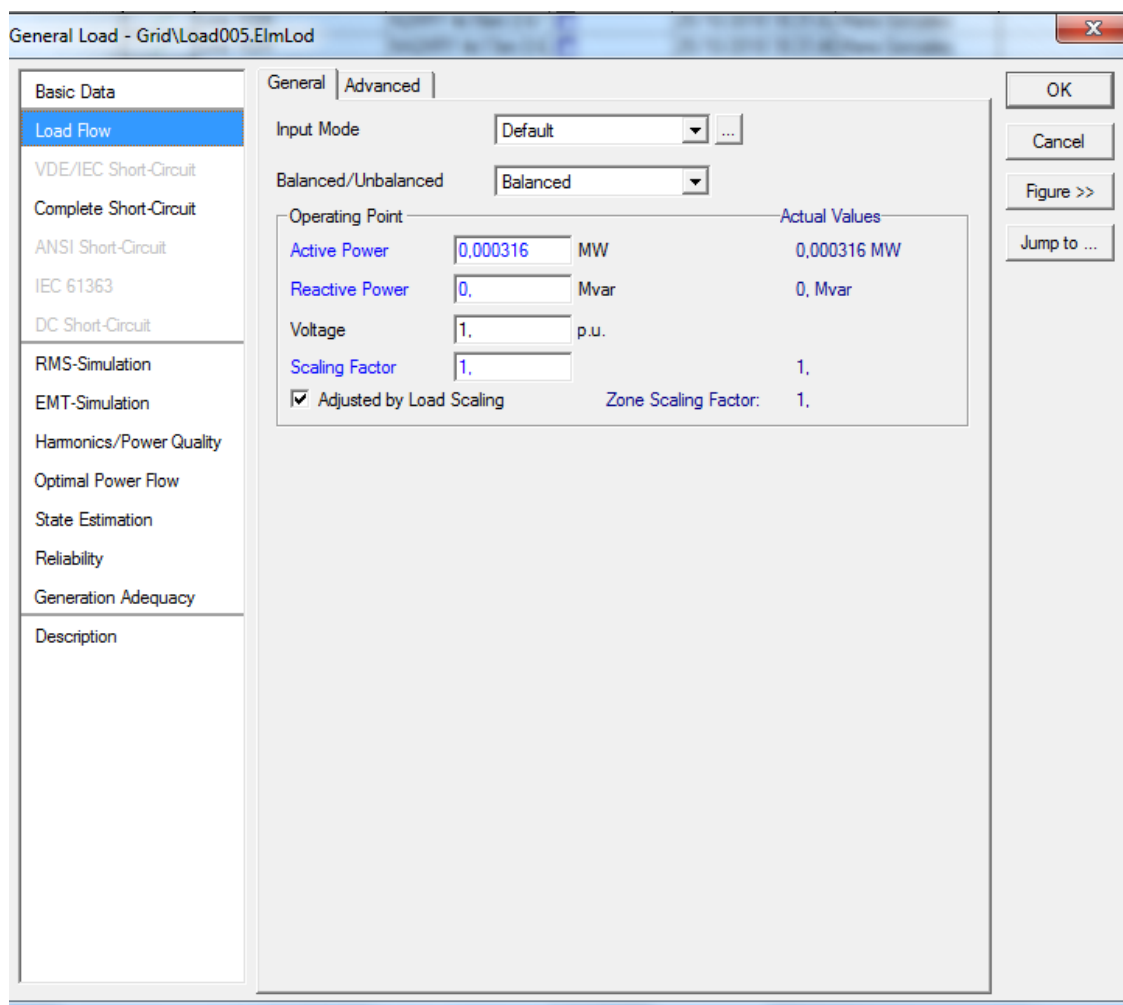 General Load - Grid\Load005.ElmLod
Basic Data
Load Flow
VDE/IEC Short-Circuit
Complete Short-Circuit
ANSI Short-Circuit
IEC 61363
DC Short-Circuit
RMS-Simulation
EMT-Simulation
Harmonics/Power Quality
Optimal Power Flow
State Estimation
Reliability
Generation Adequacy
Description
General Advanced
Input Mode Default ...
Balanced/Unbalanced Balanced
Operating Point Actual Values
Active Power 0,000316 MW 0,000316 MW
Reactive Power 0, Mvar 0, Mvar
Voltage 1, p.u.
Scaling Factor 1, 1,
Adjusted by Load Scaling Zone Scaling Factor: 1,
OK
Cancel
Figure >>
Jump to ...